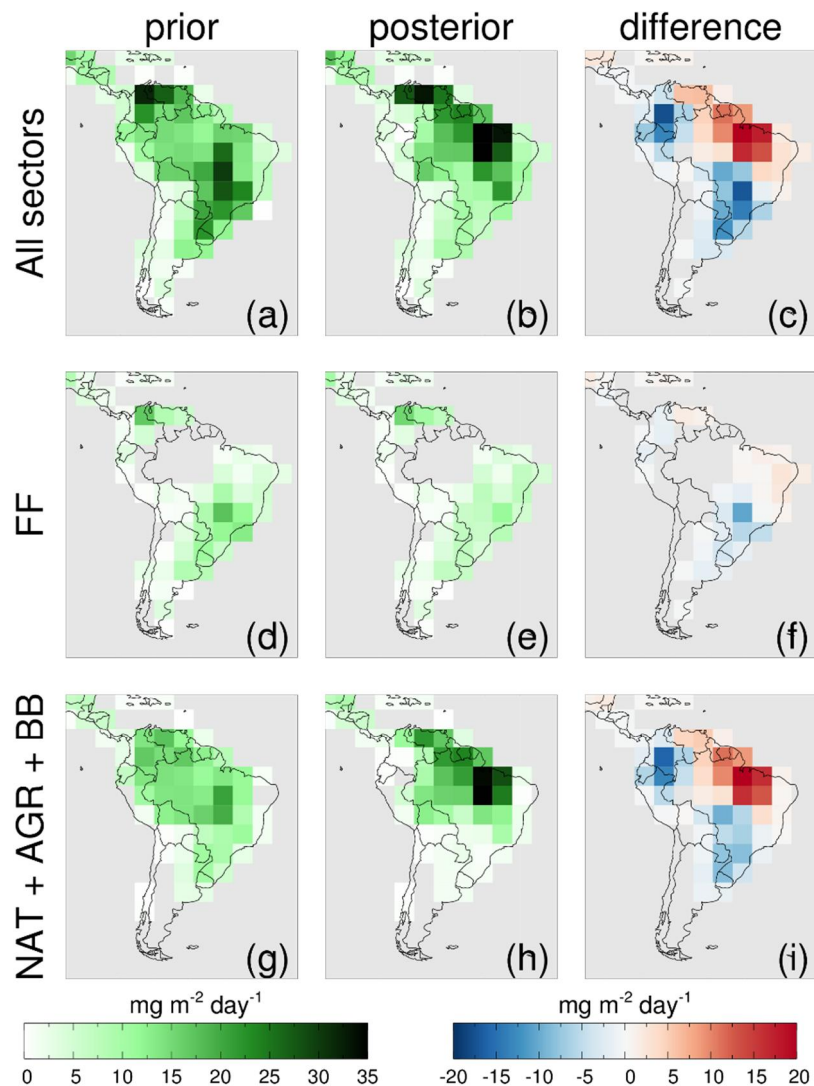 prior posterior difference
All sectors
(a) (b) (c)
FF
(d) (e) (f)
NAT + AGR + BB
(g) (h) (i)
mg m⁻² day⁻¹ mg m⁻² day⁻¹
0 5 10 15 20 25 30 35 -20 -15 -10 -5 0 5 10 15 20